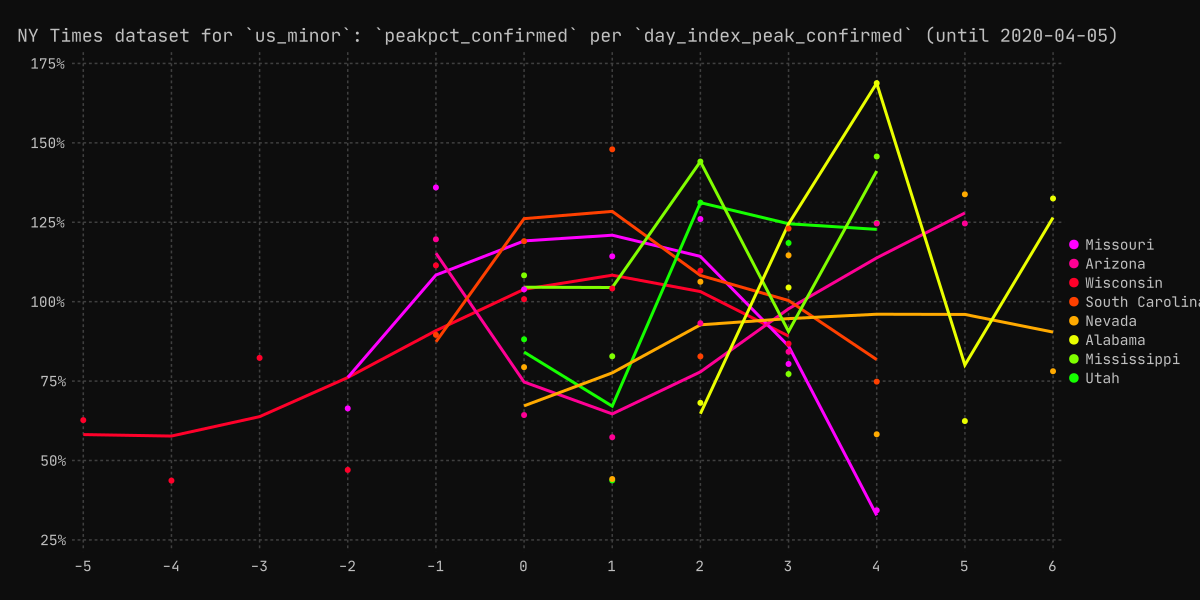 NY Times dataset for `us_minor`: `peakpct_confirmed` per `day_index_peak_confirmed` (until 2020-04-05)
175%
150%
125%
100%
75%
50%
25%
-5 -4 -3 -2 -1 0 1 2 3 4 5 6
Missouri
Arizona
Wisconsin
South Carolina
Nevada
Alabama
Mississippi
Utah